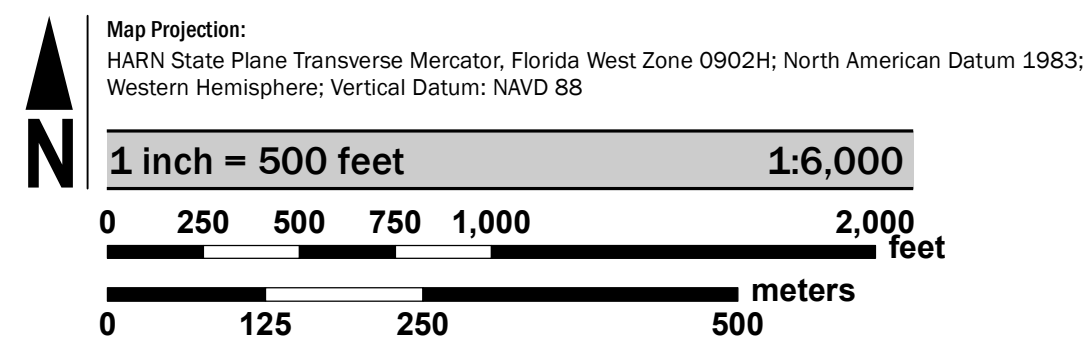 Map Projection:
HARN State Plane Transverse Mercator, Florida West Zone 0902H; North American Datum 1983;
Western Hemisphere; Vertical Datum: NAVD 88
N
1 inch = 500 feet 1:6,000
0 250 500 750 1,000 2,000
feet
meters
0 125 250 500